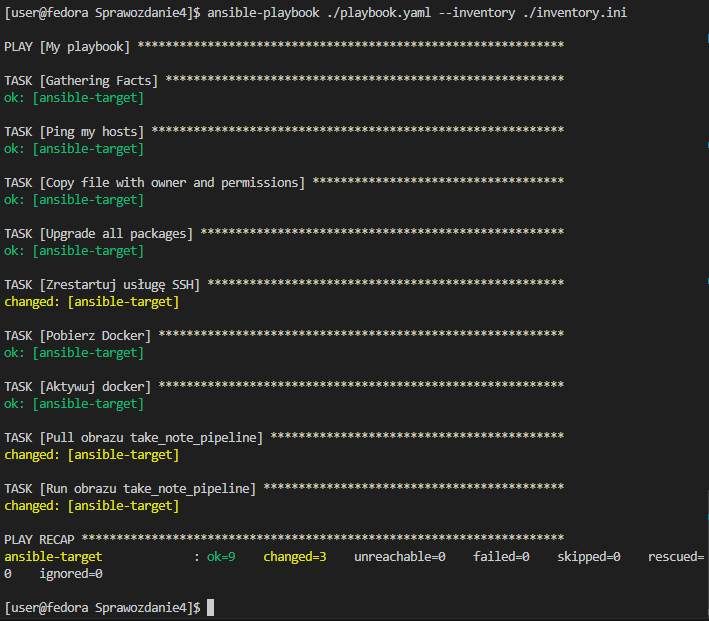 [user@fedora Sprawozdanie4]$ ansible-playbook ./playbook.yaml --inventory ./inventory.ini
PLAY [My playbook] *************************************************************
TASK [Gathering Facts] *********************************************************
ok: [ansible-target]
TASK [Ping my hosts] ***********************************************************
ok: [ansible-target]
TASK [Copy file with owner and permissions] ************************************
ok: [ansible-target]
TASK [Upgrade all packages] ****************************************************
ok: [ansible-target]
TASK [Zrestartuj usługę SSH] ***************************************************
changed: [ansible-target]
TASK [Pobierz Docker] **********************************************************
ok: [ansible-target]
TASK [Aktywuj docker] **********************************************************
ok: [ansible-target]
TASK [Pull obrazu take_note_pipeline] ******************************************
changed: [ansible-target]
TASK [Run obrazu take_note_pipeline] *******************************************
changed: [ansible-target]
PLAY RECAP *********************************************************************
ansible-target             : ok=9    changed=3    unreachable=0    failed=0    skipped=0    rescued=
0    ignored=0
[user@fedora Sprawozdanie4]$